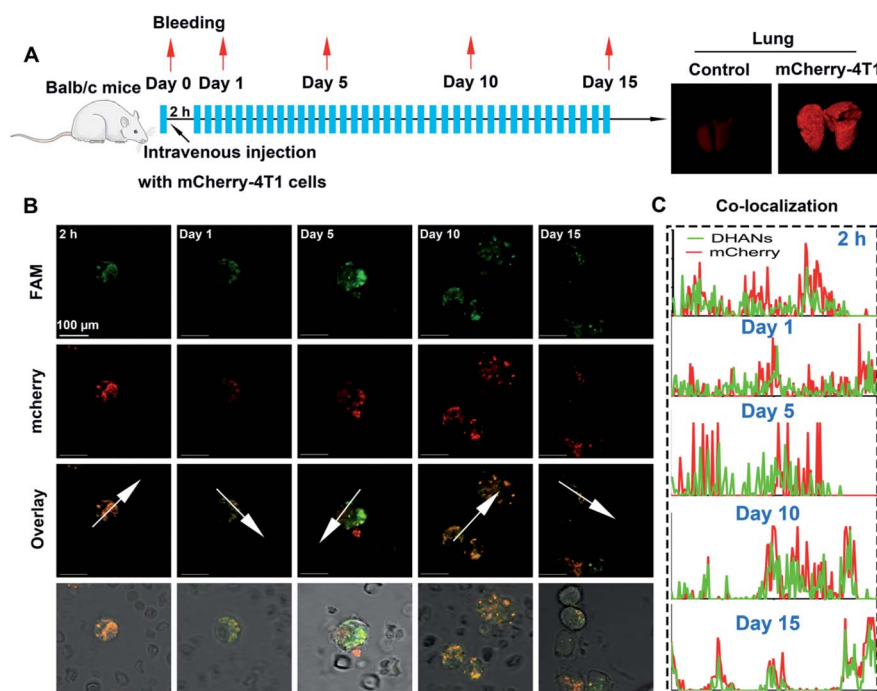 A
Bleeding
Balb/c mice
Day 0
Day 1
Day 5
Day 10
Day 15
2 h
Intravenous injection
with mCherry-4T1 cells
Lung
Control
mCherry-4T1
B
2 h
Day 1
Day 5
Day 10
Day 15
FAM
100 µm
mcherry
Overlay
C
Co-localization
DHANs
mCherry
2 h
Day 1
Day 5
Day 10
Day 15